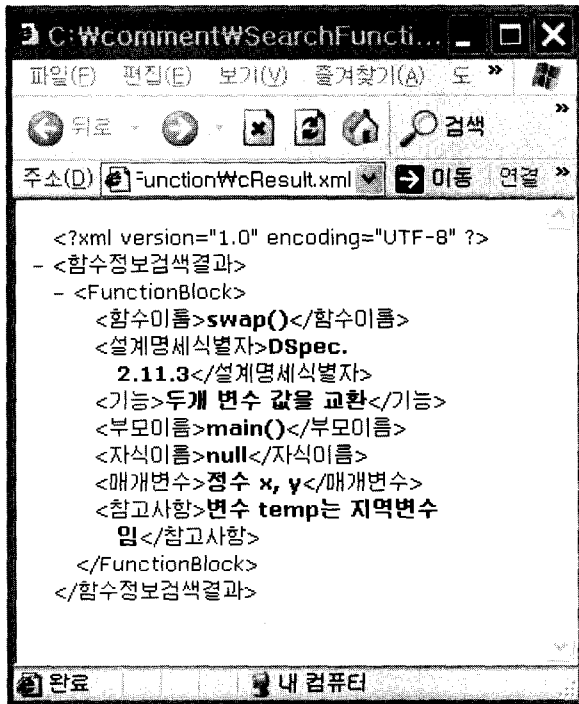 C:₩comment₩SearchFuncti...
파일(F) 편집(E) 보기(V) 즐겨찾기(A) 도 »
뒤로 검색 »
주소(D) Function₩cResult.xml 이동 연결 »
<?xml version="1.0" encoding="UTF-8" ?>
- <함수정보검색결과>
- <FunctionBlock>
<함수이름>swap()</함수이름>
<설계명세식별자>DSpec.
2.11.3</설계명세식별자>
<기능>두개 변수 값을 교환</기능>
<부모이름>main()</부모이름>
<자식이름>null</자식이름>
<매개변수>정수 x, y</매개변수>
<참고사항>변수 temp는 지역변수
임</참고사항>
</FunctionBlock>
</함수정보검색결과>
완료 내 컴퓨터